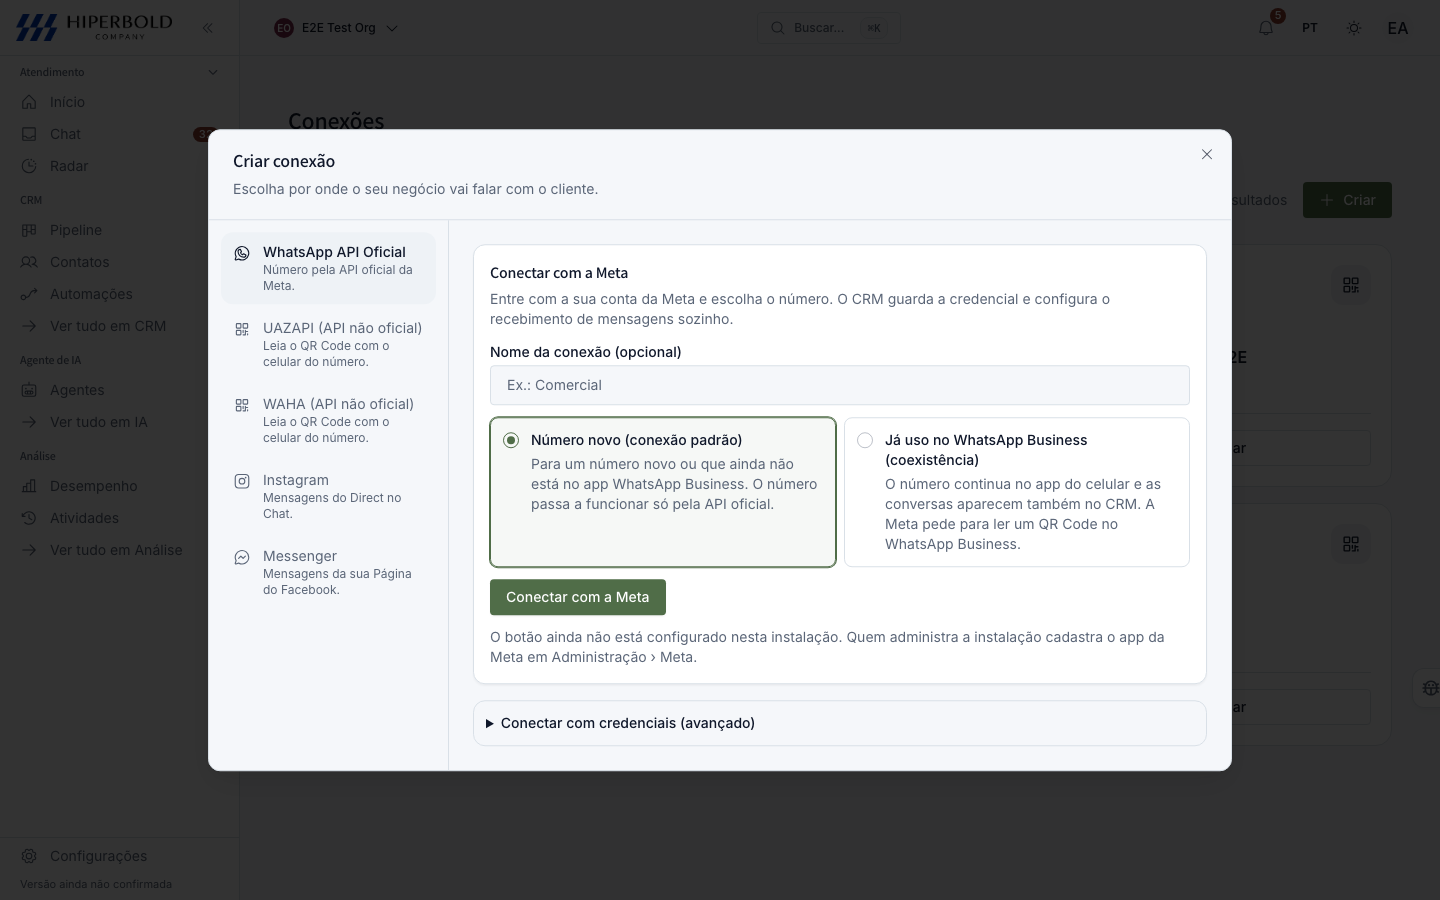 HIPERBOLD
COMPANY
EO
E2E Test Org
Buscar...
⌘K
5
PT
EA
Atendimento
Início
Chat
Radar
CRM
Pipeline
Contatos
Automações
Ver tudo em CRM
Agente de IA
Agentes
Ver tudo em IA
Análise
Desempenho
Atividades
Ver tudo em Análise
Configurações
Versão ainda não confirmada
Conexões
Criar
Criar conexão
Escolha por onde o seu negócio vai falar com o cliente.
WhatsApp API Oficial
Número pela API oficial da
Meta.
UAZAPI (API não oficial)
Leia o QR Code com o
celular do número.
WAHA (API não oficial)
Leia o QR Code com o
celular do número.
Instagram
Mensagens do Direct no
Chat.
Messenger
Mensagens da sua Página
do Facebook.
Conectar com a Meta
Entre com a sua conta da Meta e escolha o número. O CRM guarda a credencial e configura o
recebimento de mensagens sozinho.
Nome da conexão (opcional)
Ex.: Comercial
Número novo (conexão padrão)
Para um número novo ou que ainda não
está no app WhatsApp Business. O número
passa a funcionar só pela API oficial.
Já uso no WhatsApp Business
(coexistência)
O número continua no app do celular e as
conversas aparecem também no CRM. A
Meta pede para ler um QR Code no
WhatsApp Business.
Conectar com a Meta
O botão ainda não está configurado nesta instalação. Quem administra a instalação cadastra o app da
Meta em Administração › Meta.
Conectar com credenciais (avançado)